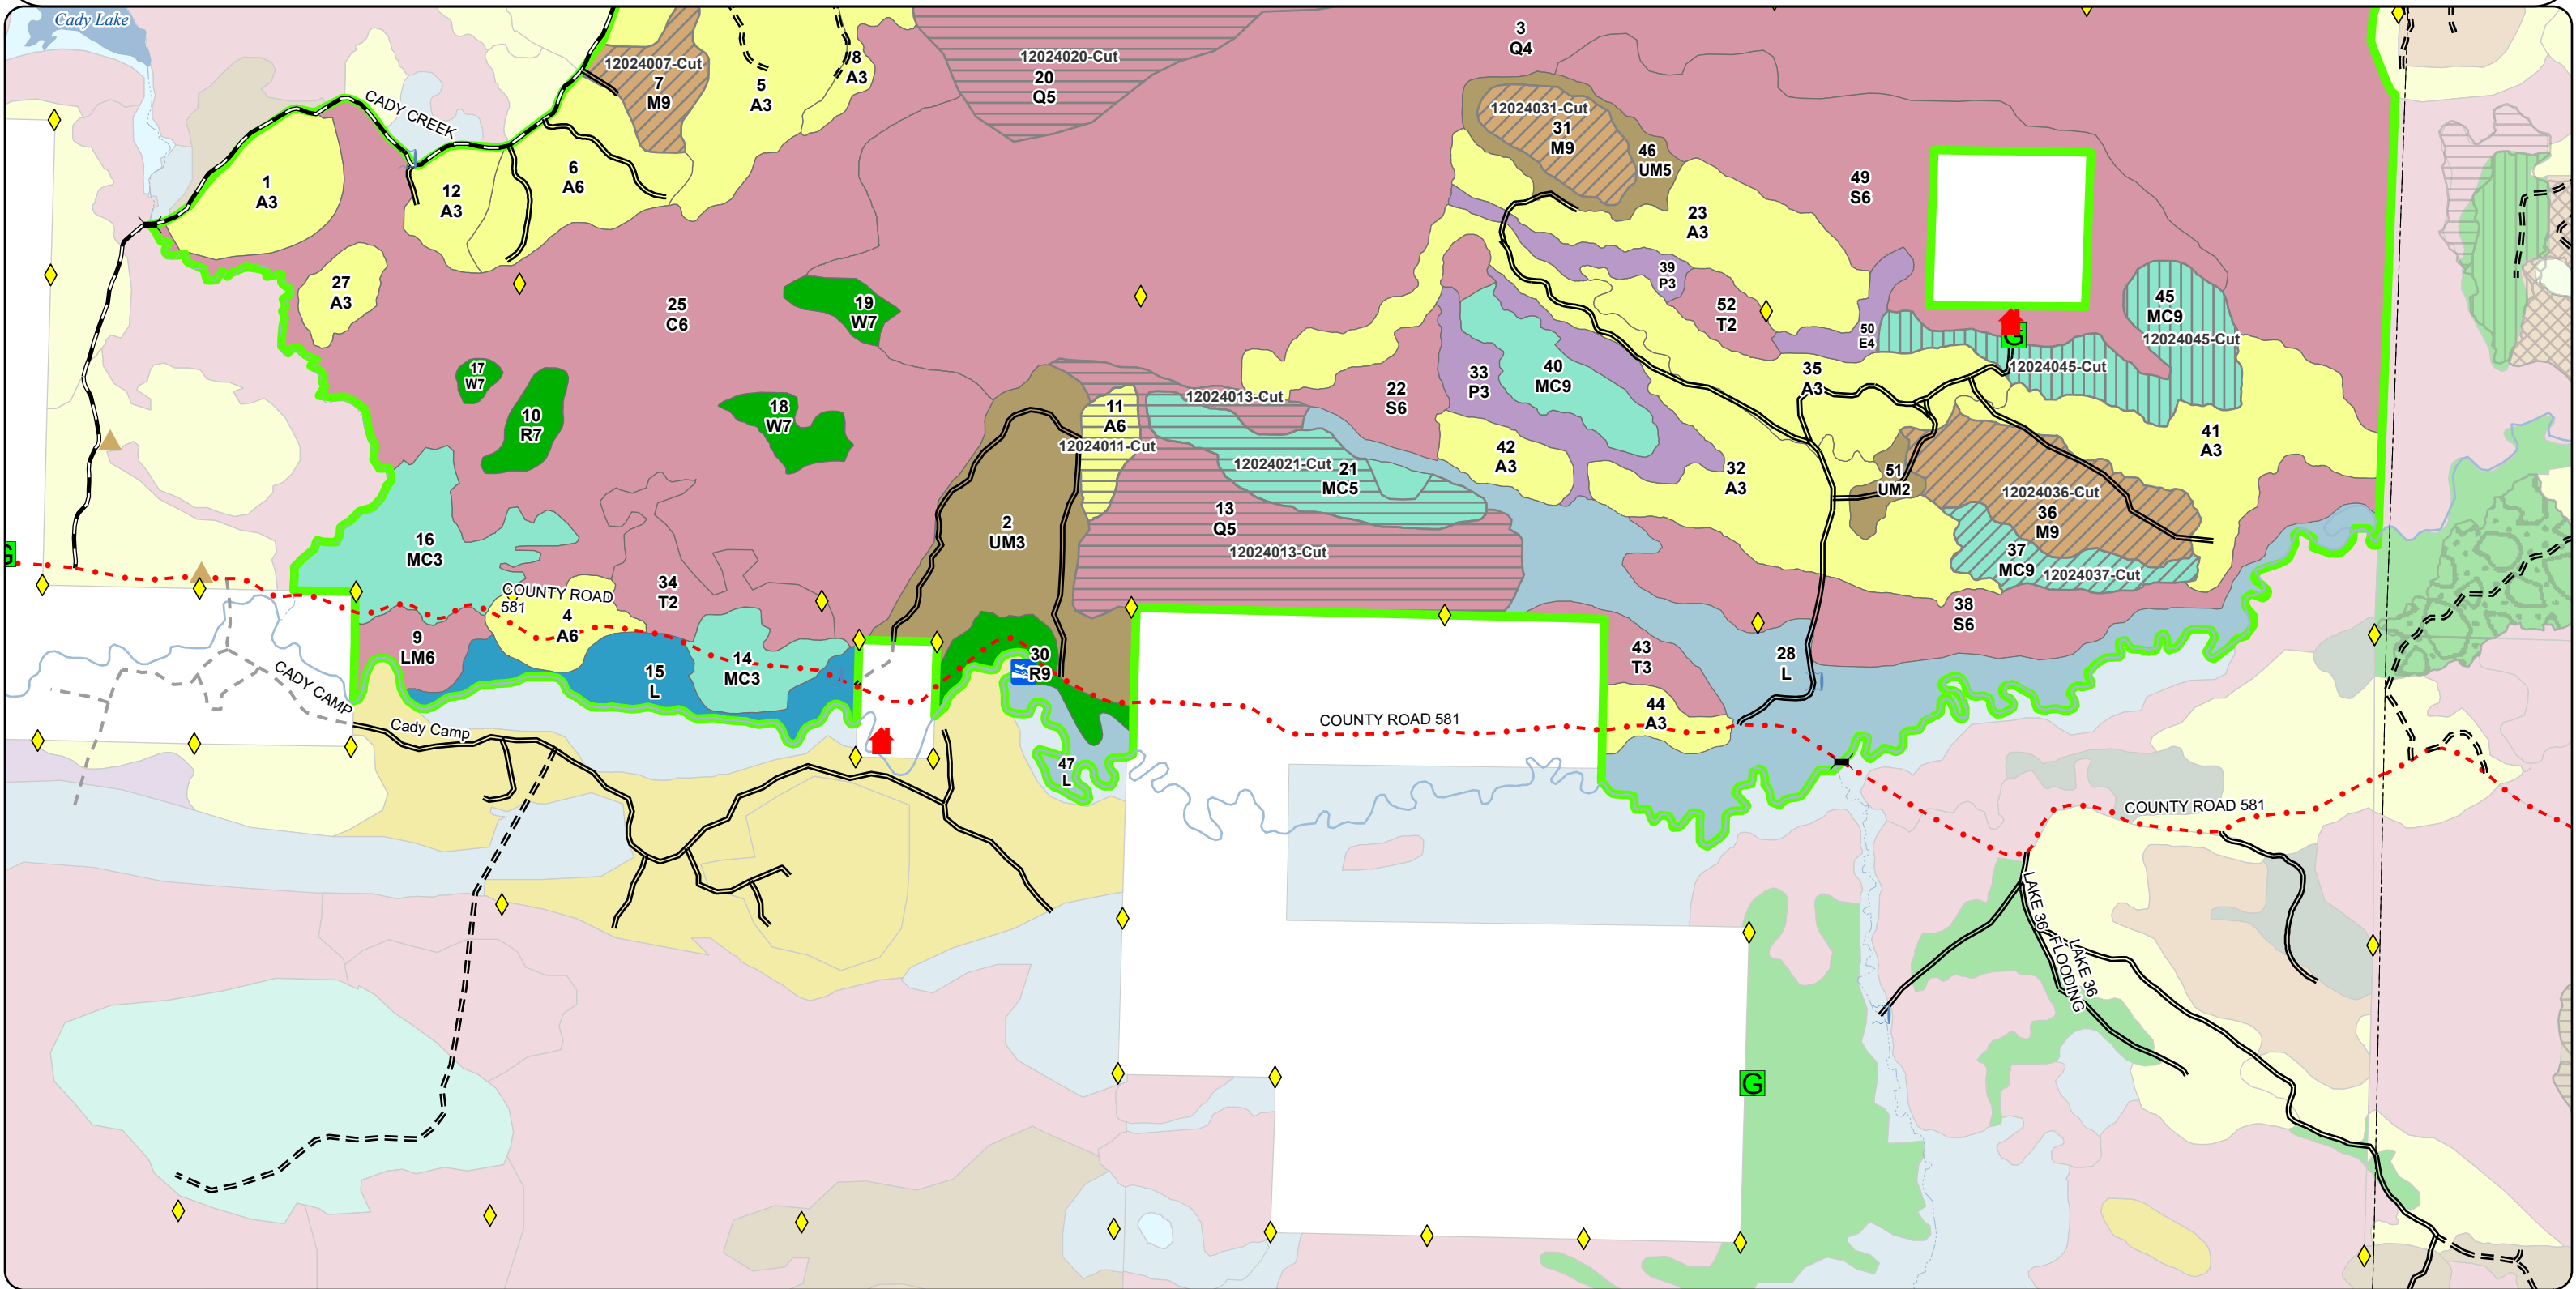 Cady Lake
3
Q4
12024020-Cut
20
Q5
12024007-Cut
7
M9
5
A3
8
A3
CADY CREEK
12024031-Cut
31
M9
46
UM5
1
A3
12
A3
6
A6
49
S6
23
A3
27
A3
25
C6
19
W7
39
P3
52
T2
50
E4
G
45
MC9
12024045-Cut
12024045-Cut
17
W7
10
R7
18
W7
11
A6
12024011-Cut
12024013-Cut
22
S6
33
P3
40
MC9
35
A3
42
A3
32
A3
41
A3
12024021-Cut
21
MC5
51
UM2
12024036-Cut
36
M9
16
MC3
2
UM3
13
Q5
12024013-Cut
37
MC9
12024037-Cut
G
34
T2
COUNTY ROAD
581
4
A6
9
LM6
38
S6
15
L
14
MC3
30
R9
43
T3
28
L
44
A3
CADY CAMP
Cady Camp
COUNTY ROAD 581
47
L
COUNTY ROAD 581
LAKE 36
LAKE 36
FLOODING
G